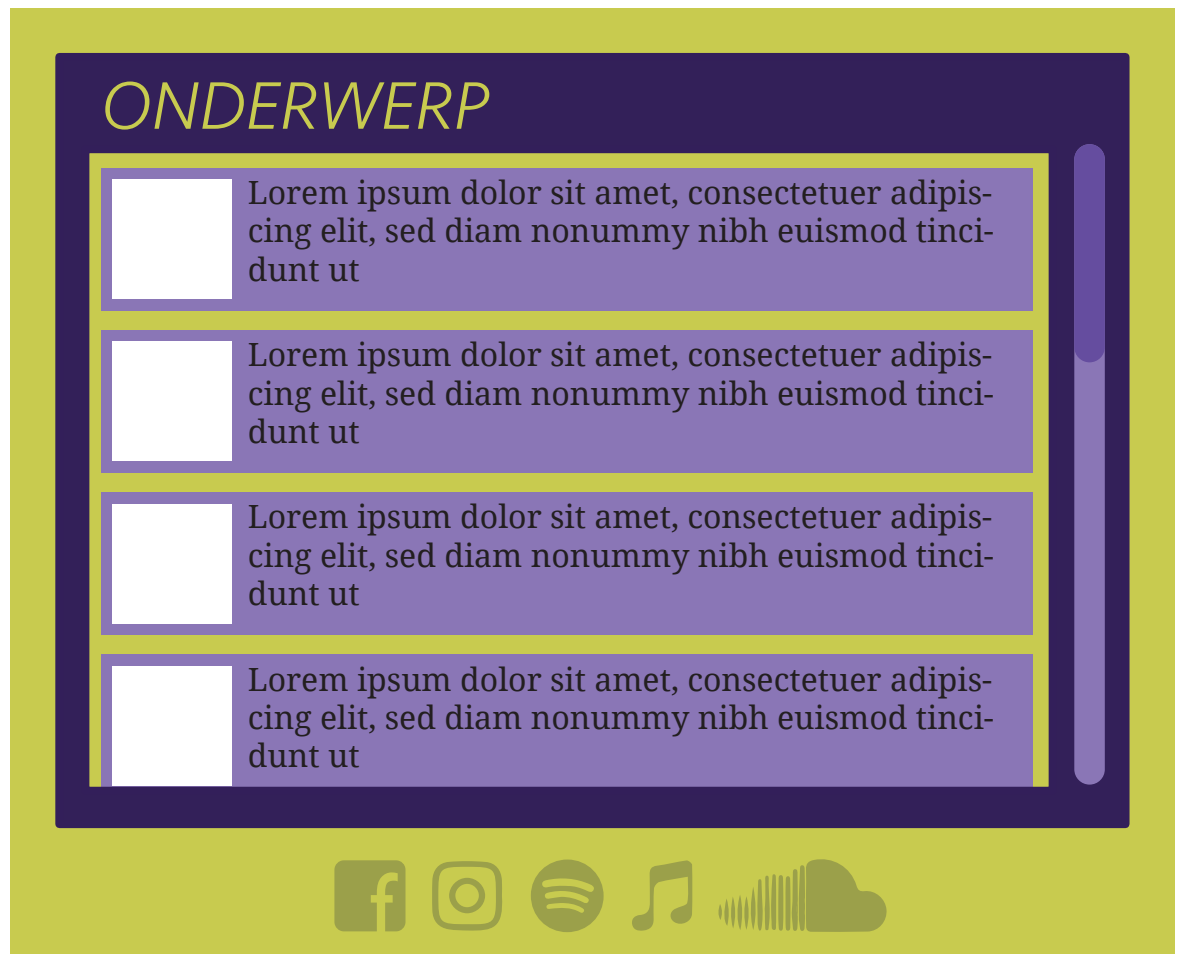 ONDERWERP
Lorem ipsum dolor sit amet, consectetuer adipis-
cing elit, sed diam nonummy nibh euismod tinci-
dunt ut
Lorem ipsum dolor sit amet, consectetuer adipis-
cing elit, sed diam nonummy nibh euismod tinci-
dunt ut
Lorem ipsum dolor sit amet, consectetuer adipis-
cing elit, sed diam nonummy nibh euismod tinci-
dunt ut
Lorem ipsum dolor sit amet, consectetuer adipis-
cing elit, sed diam nonummy nibh euismod tinci-
dunt ut